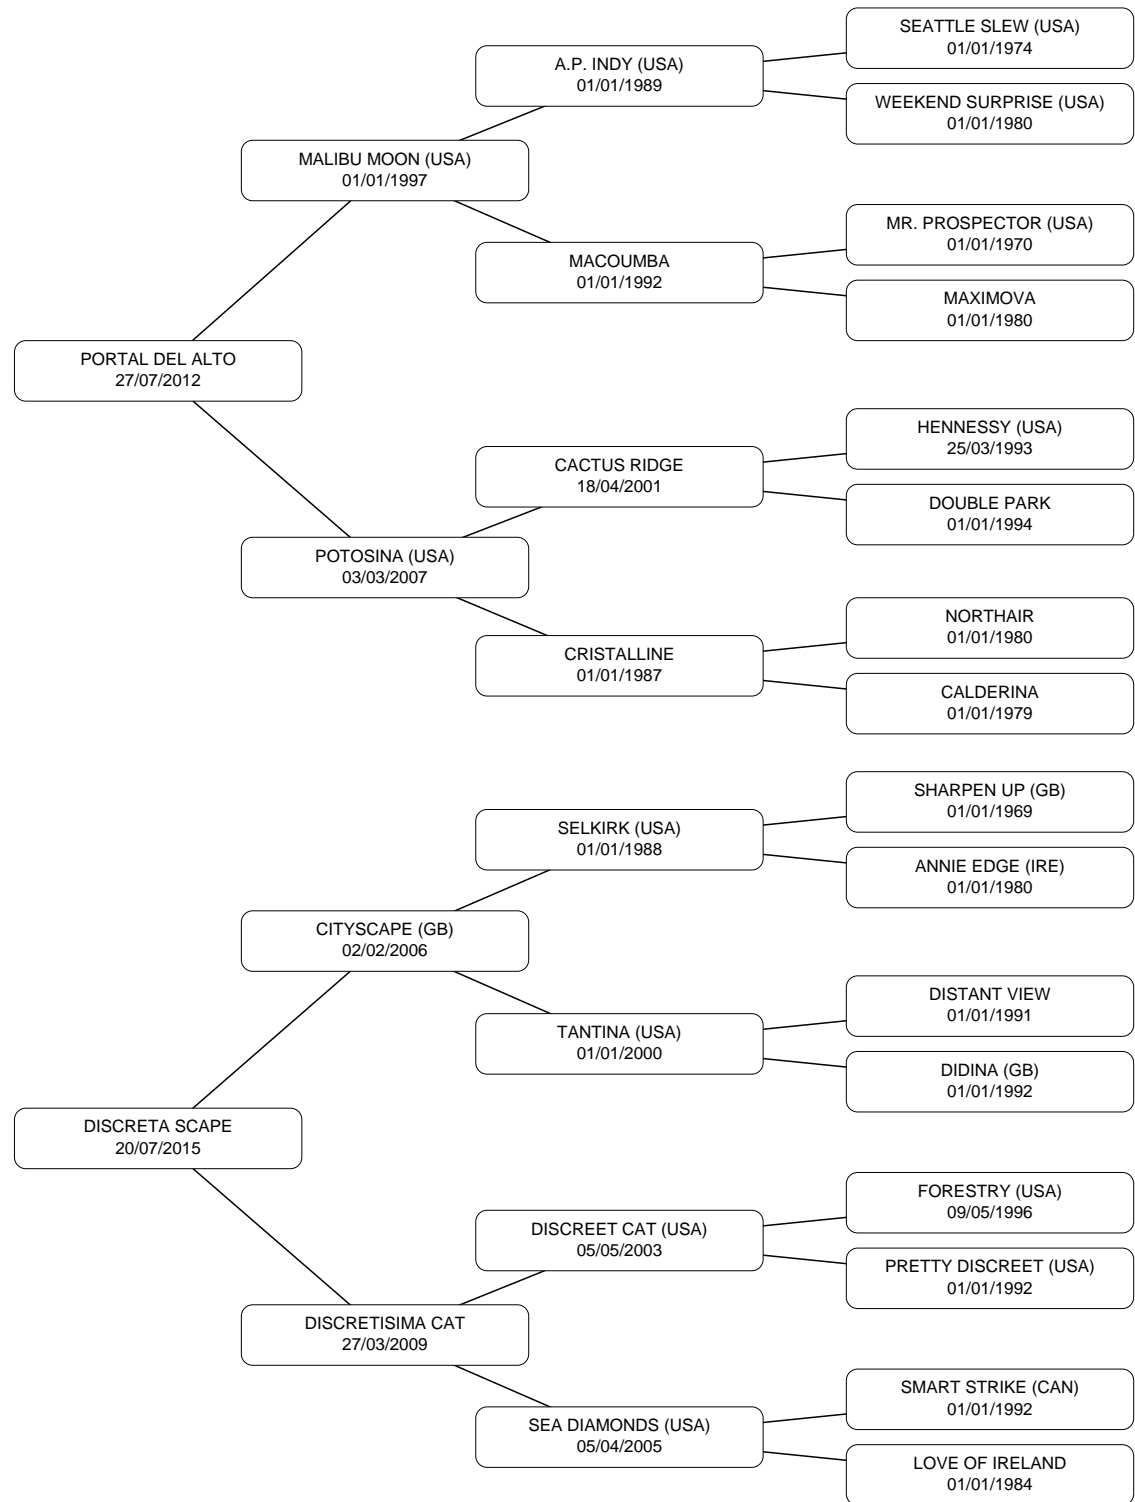 SEATTLE SLEW (USA)
01/01/1974
A.P. INDY (USA)
01/01/1989
WEEKEND SURPRISE (USA)
01/01/1980
MALIBU MOON (USA)
01/01/1997
MR. PROSPECTOR (USA)
01/01/1970
MACOUMBA
01/01/1992
MAXIMOVA
01/01/1980
PORTAL DEL ALTO
27/07/2012
HENNESSY (USA)
25/03/1993
CACTUS RIDGE
18/04/2001
DOUBLE PARK
01/01/1994
POTOSINA (USA)
03/03/2007
NORTHAIR
01/01/1980
CRISTALLINE
01/01/1987
CALDERINA
01/01/1979
SHARPEN UP (GB)
01/01/1969
SELKIRK (USA)
01/01/1988
ANNIE EDGE (IRE)
01/01/1980
CITYSCAPE (GB)
02/02/2006
DISTANT VIEW
01/01/1991
TANTINA (USA)
01/01/2000
DIDINA (GB)
01/01/1992
DISCRETA SCAPE
20/07/2015
FORESTRY (USA)
09/05/1996
DISCREET CAT (USA)
05/05/2003
PRETTY DISCREET (USA)
01/01/1992
DISCRETISIMA CAT
27/03/2009
SMART STRIKE (CAN)
01/01/1992
SEA DIAMONDS (USA)
05/04/2005
LOVE OF IRELAND
01/01/1984